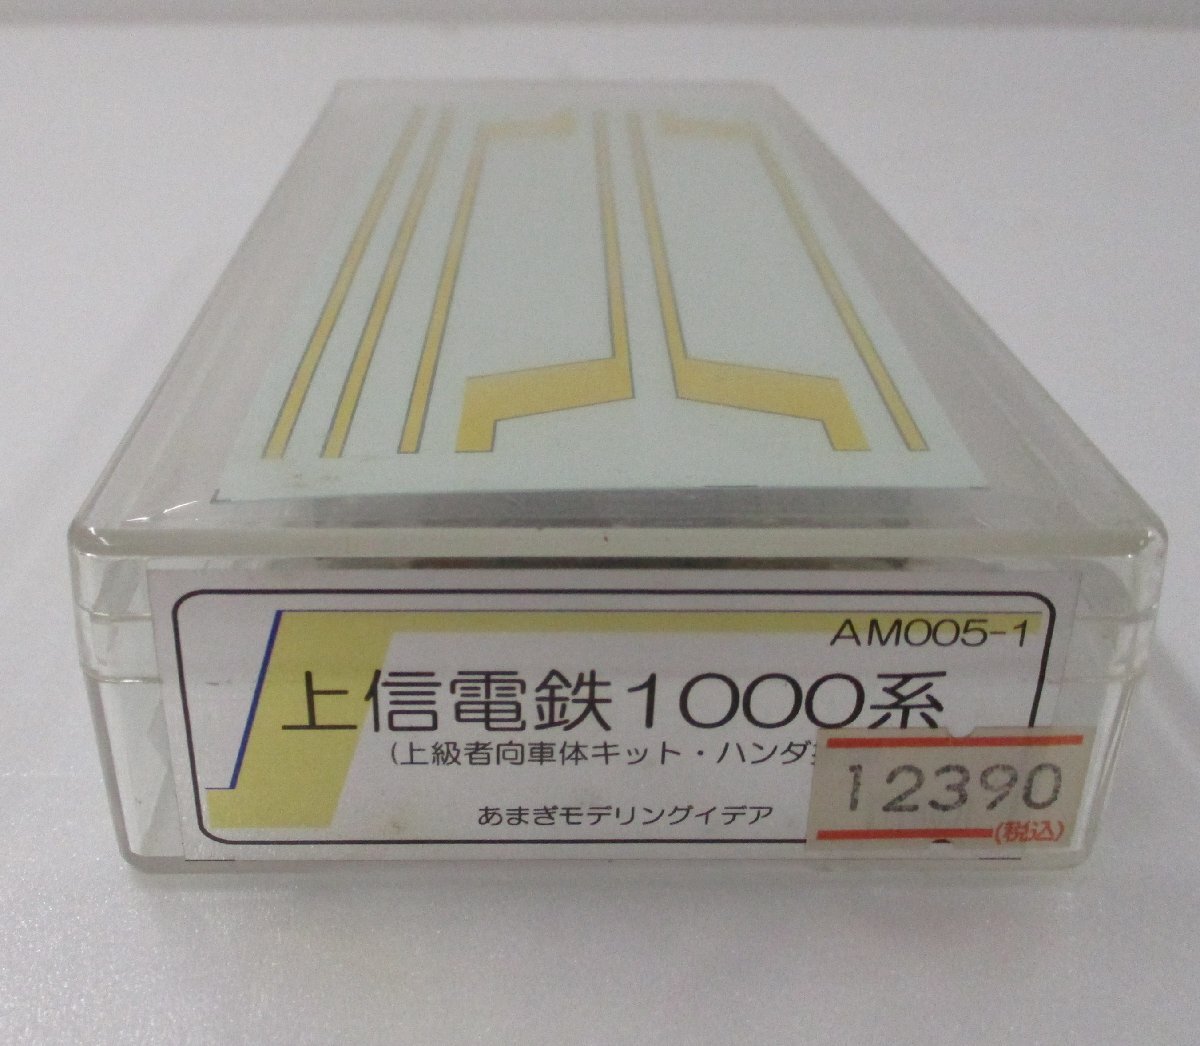 AM005-1
上信電鉄1000系
(上級者向車体キット・ハンダ
あまぎモデリングイデア
12390
(税込)